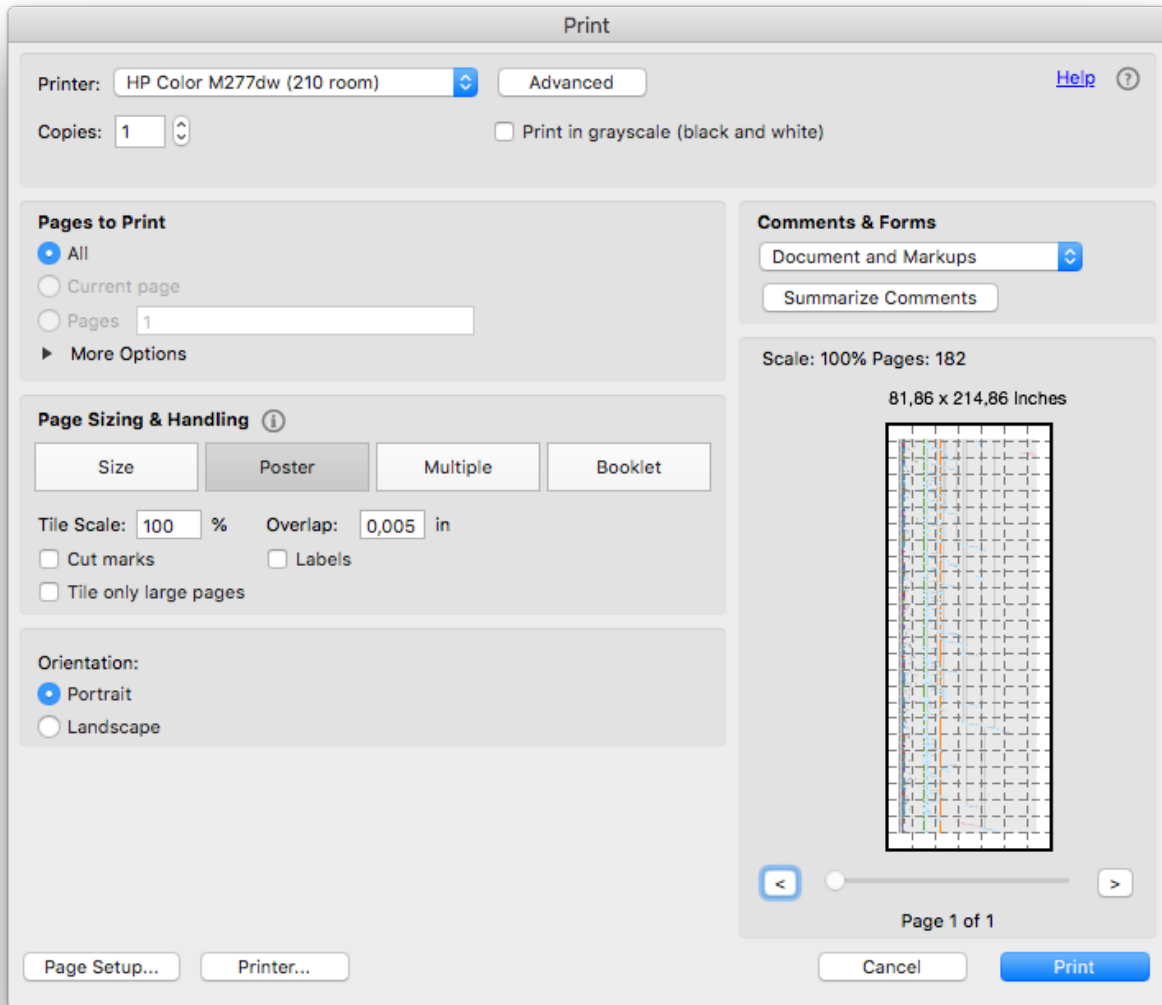 Print
Printer: HP Color M277dw (210 room) Advanced Help ?
Copies: 1 Print in grayscale (black and white)
Pages to Print
All
Current page
Pages 1
More Options
Comments & Forms
Document and Markups
Summarize Comments
Page Sizing & Handling i
Size Poster Multiple Booklet
Tile Scale: 100 % Overlap: 0,005 in
Cut marks Labels
Tile only large pages
Orientation:
Portrait
Landscape
Scale: 100% Pages: 182
81,86 x 214,86 Inches
< >
Page 1 of 1
Page Setup... Printer... Cancel Print